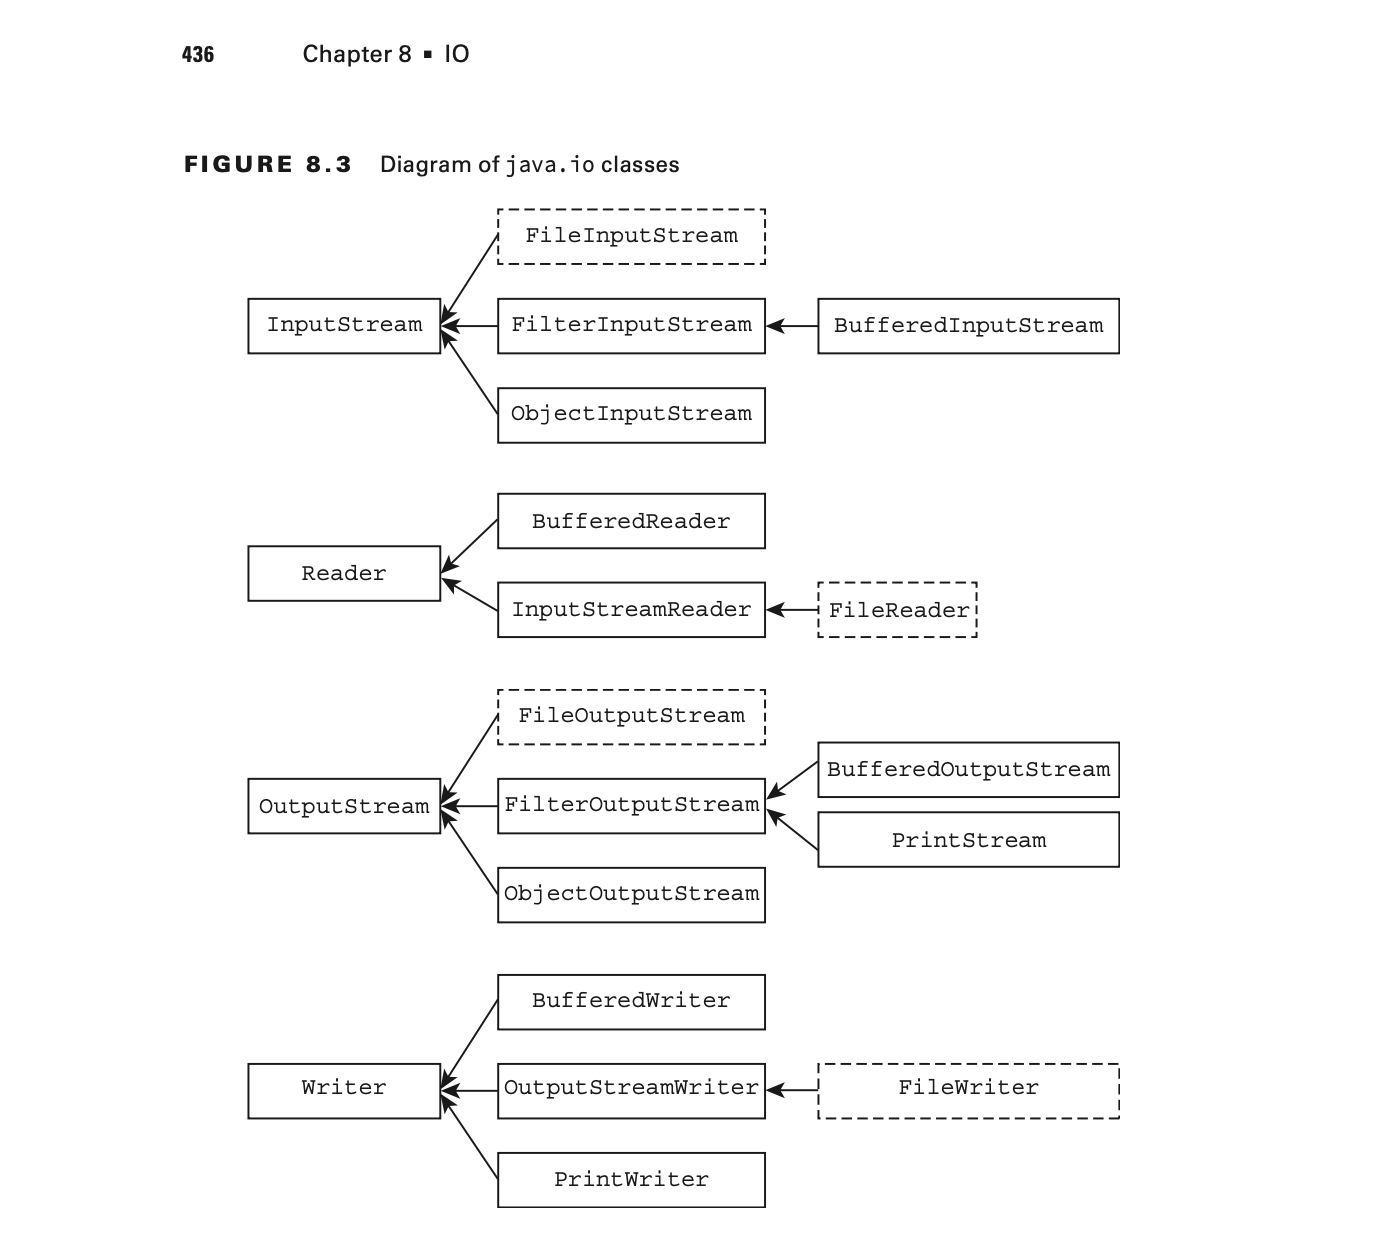 436 Chapter 8 ▪ IO
FIGURE 8.3 Diagram of java.io classes
FileInputStream
InputStream FilterInputStream BufferedInputStream
ObjectInputStream
BufferedReader
Reader
InputStreamReader FileReader
FileOutputStream
BufferedOutputStream
OutputStream FilterOutputStream
PrintStream
ObjectOutputStream
BufferedWriter
Writer OutputStreamWriter FileWriter
PrintWriter